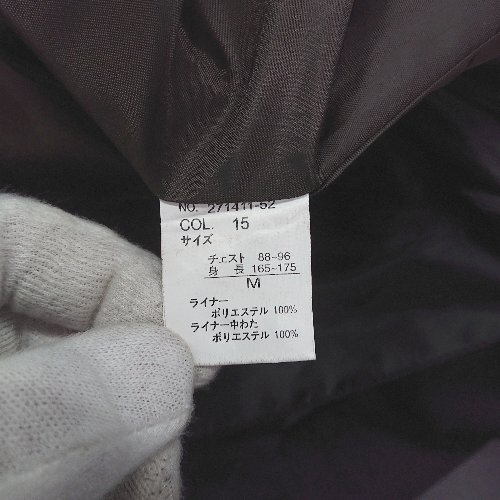 NO. 271411-52
COL. 15
サイズ
チェスト 88-96
身長 165-175
M
ライナー
ポリエステル 100%
ライナー中わた
ポリエステル 100%